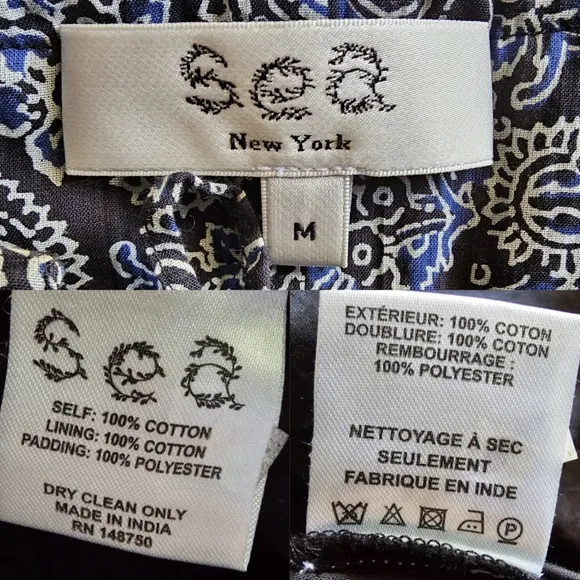 Sea
New York
M
Sea
SELF: 100% COTTON
LINING: 100% COTTON
PADDING: 100% POLYESTER
DRY CLEAN ONLY
MADE IN INDIA
RN 148750
EXTÉRIEUR: 100% COTON
DOUBLURE: 100% COTON
REMBOURRAGE :
100% POLYESTER
NETTOYAGE À SEC
SEULEMENT
FABRIQUE EN INDE
P